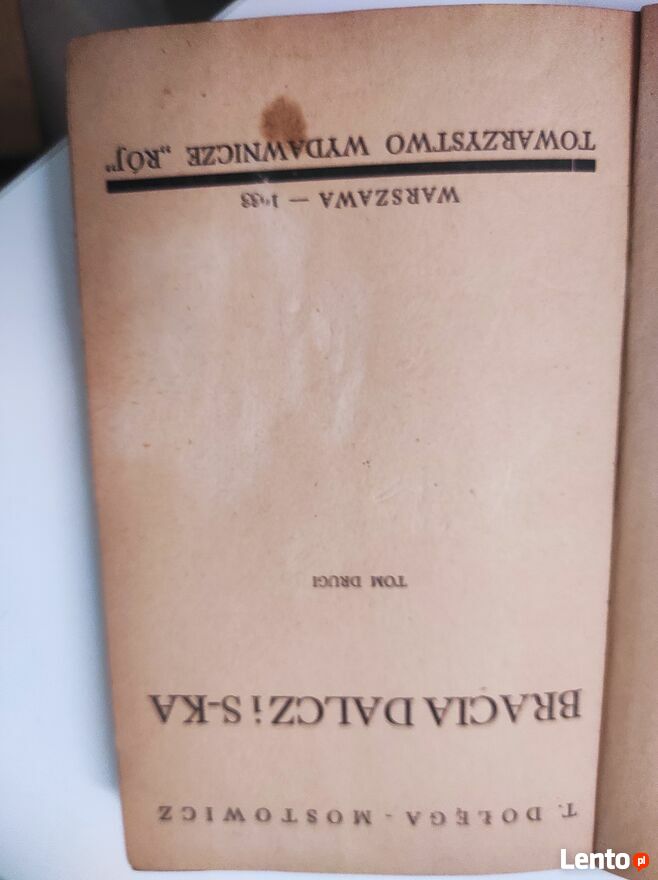 T. DOŁĘGA - MOSTOWICZ
BRACIA DALCZ i S-KA
TOM DRUGI
WARSZAWA — 1933
TOWARZYSTWO WYDAWNICZE „RÓJ"
Lento.pl